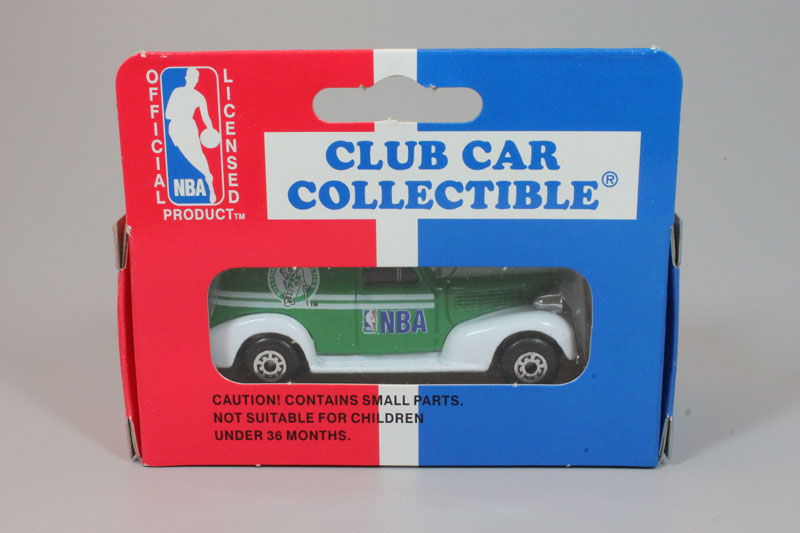 OFFICIAL
LICENSED
NBA
PRODUCT™
CLUB CAR
COLLECTIBLE®
TM
NBA
CAUTION! CONTAINS SMALL PARTS.
NOT SUITABLE FOR CHILDREN
UNDER 36 MONTHS.